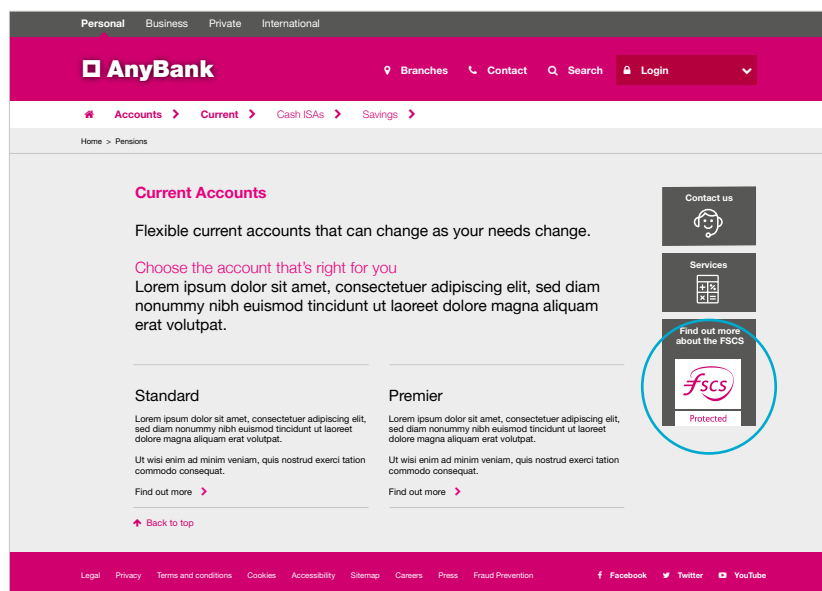 Personal Business Private International
AnyBank
Branches Contact Search Login
Accounts Current Cash ISAs Savings
Home > Pensions
Current Accounts
Flexible current accounts that can change as your needs change.
Choose the account that's right for you
Lorem ipsum dolor sit amet, consectetuer adipiscing elit, sed diam
nonummy nibh euismod tincidunt ut laoreet dolore magna aliquam
erat volutpat.
Standard
Lorem ipsum dolor sit amet, consectetuer adipiscing elit,
sed diam nonummy nibh euismod tincidunt ut laoreet
dolore magna aliquam erat volutpat.
Ut wisi enim ad minim veniam, quis nostrud exerci tation
commodo consequat.
Find out more
Premier
Lorem ipsum dolor sit amet, consectetuer adipiscing elit,
sed diam nonummy nibh euismod tincidunt ut laoreet
dolore magna aliquam erat volutpat.
Ut wisi enim ad minim veniam, quis nostrud exerci tation
commodo consequat.
Find out more
Back to top
Contact us
Services
Find out more
about the FSCS
fscs
Protected
Legal Privacy Terms and conditions Cookies Accessibility Sitemap Careers Press Fraud Prevention Facebook Twitter YouTube